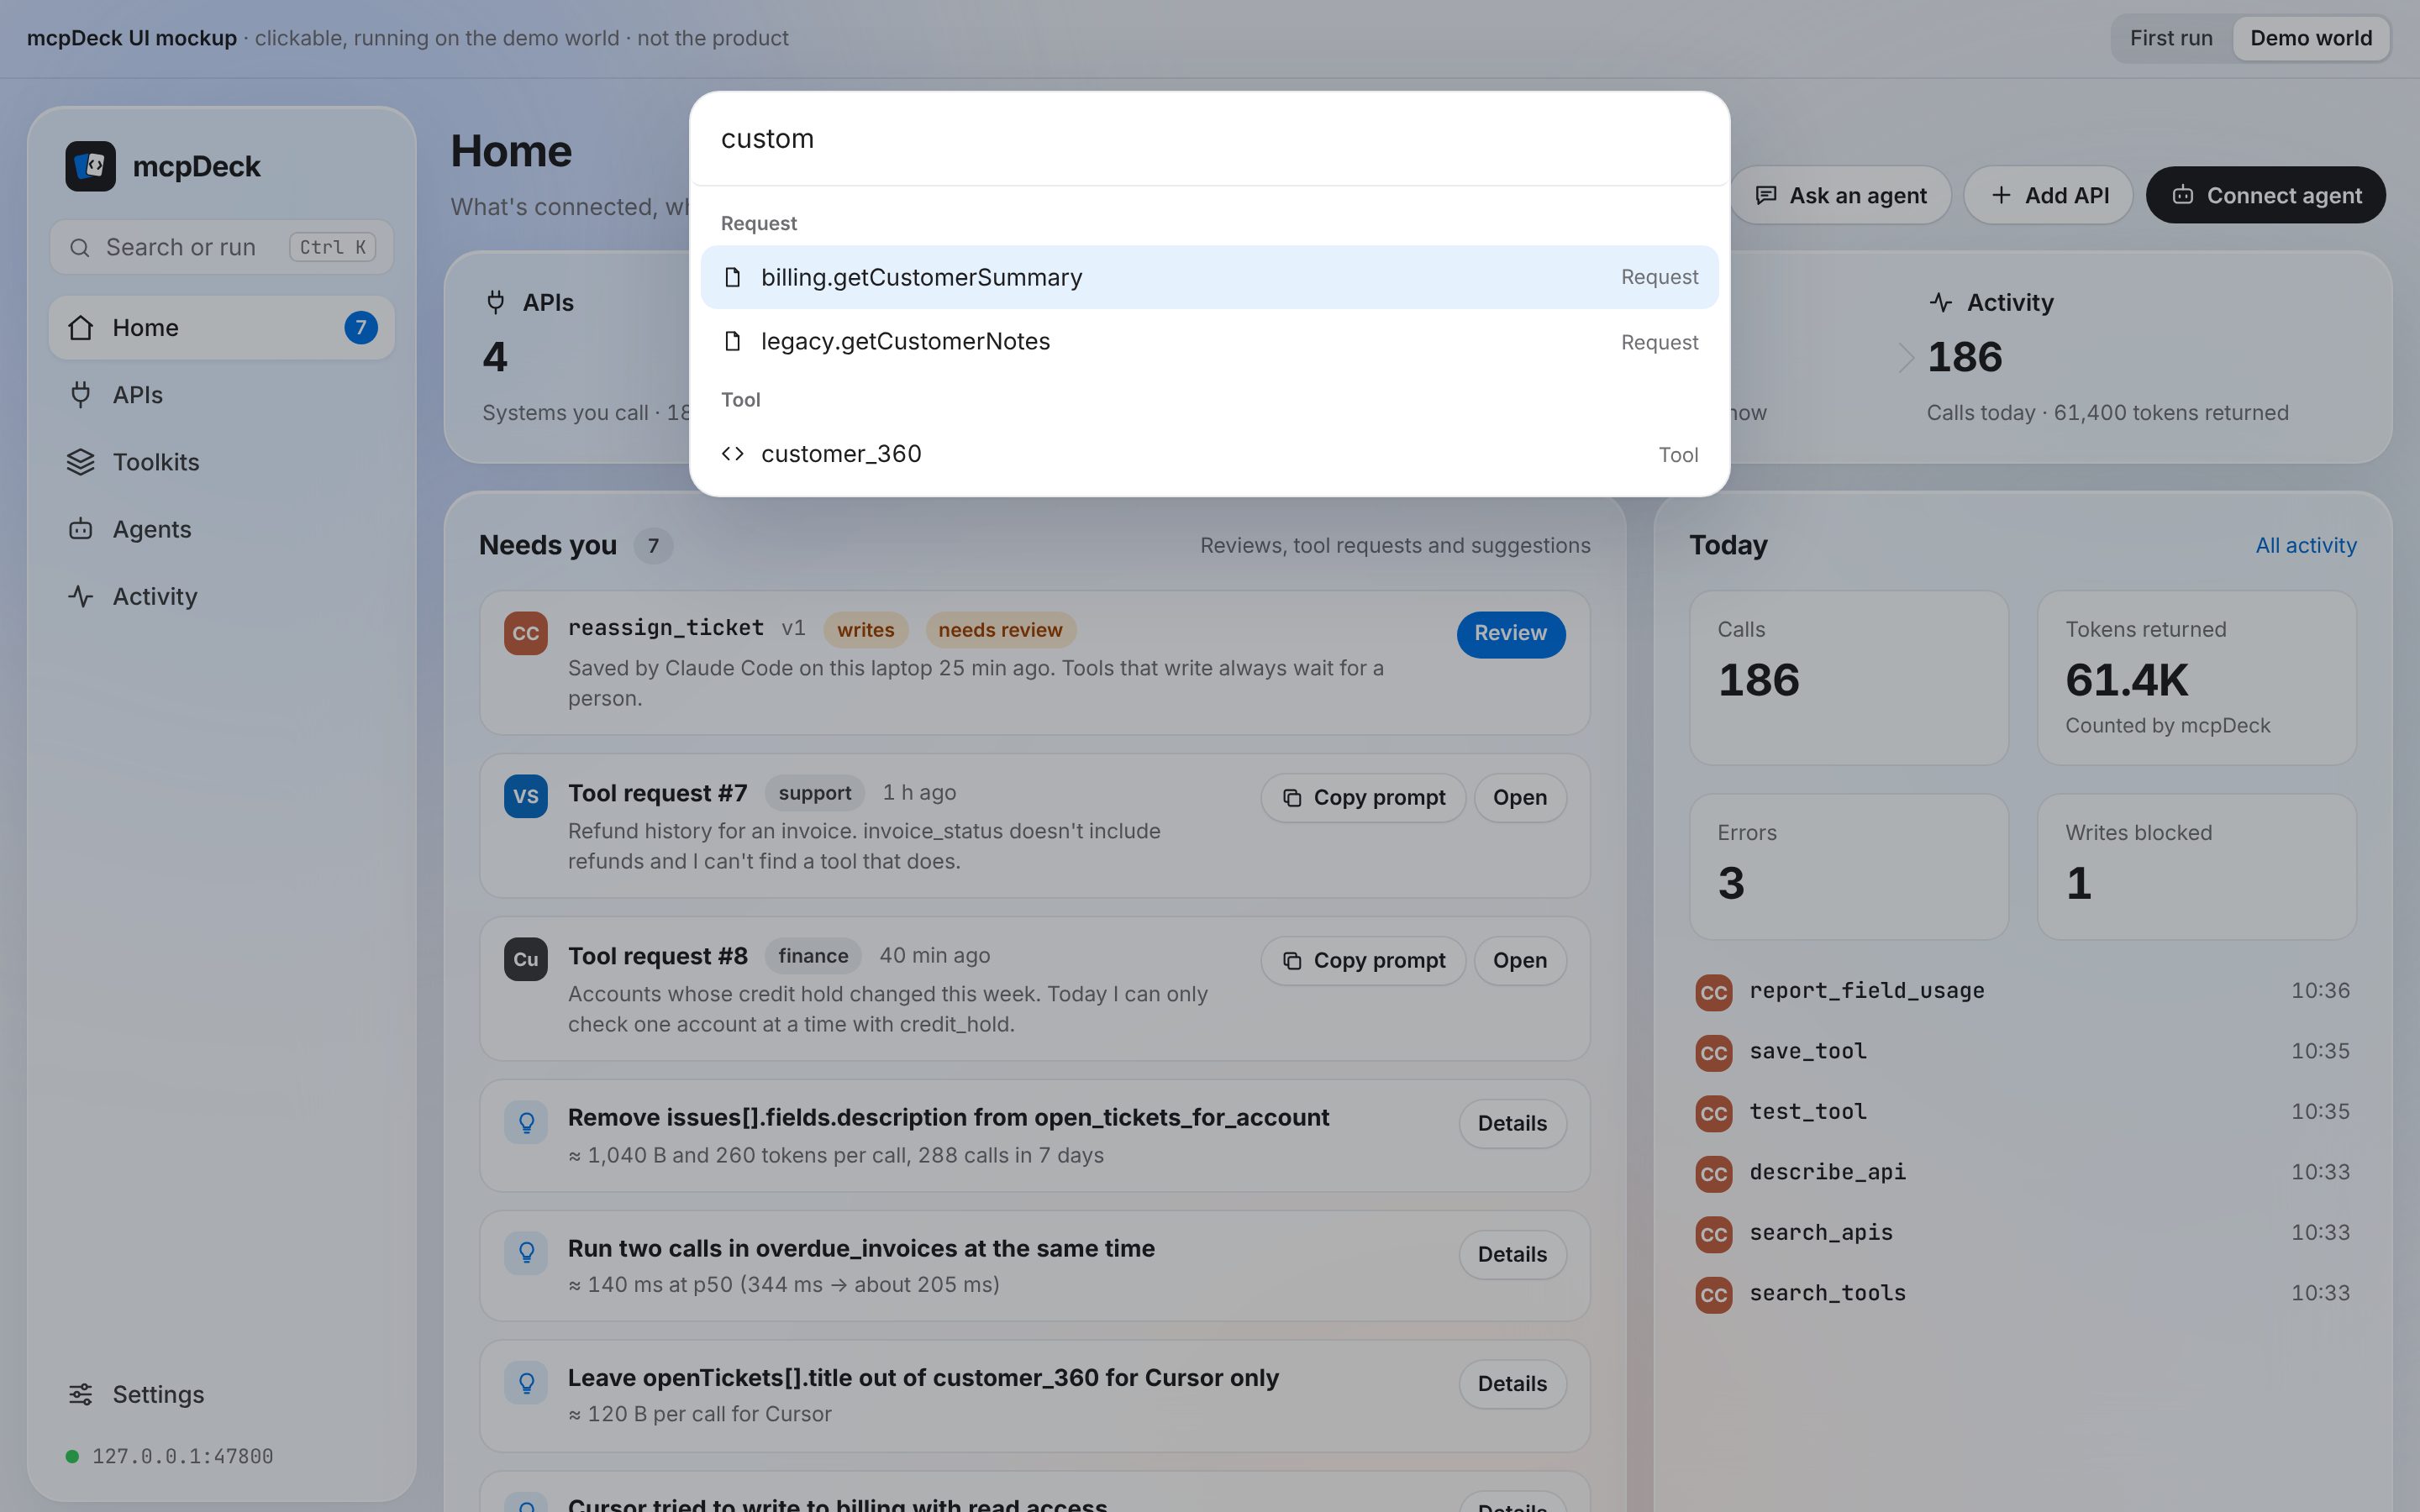 mcpDeck UI mockup · clickable, running on the demo world · not the product
First run
Demo world
mcpDeck
Search or run
Ctrl K
Home
7
APIs
Toolkits
Agents
Activity
Settings
127.0.0.1:47800
Home
What's connected,
Ask an agent
Add API
Connect agent
custom
Request
billing.getCustomerSummary
Request
legacy.getCustomerNotes
Request
Tool
customer_360
Tool
APIs
4
Systems you call ·
Activity
186
Calls today · 61,400 tokens returned
Needs you
7
Reviews, tool requests and suggestions
CC
reassign_ticket v1 writes needs review
Review
Saved by Claude Code on this laptop 25 min ago. Tools that write always wait for a
person.
VS
Tool request #7 support 1 h ago
Copy prompt
Open
Refund history for an invoice. invoice_status doesn't include
refunds and I can't find a tool that does.
Cu
Tool request #8 finance 40 min ago
Copy prompt
Open
Accounts whose credit hold changed this week. Today I can only
check one account at a time with credit_hold.
Remove issues[].fields.description from open_tickets_for_account
Details
≈ 1,040 B and 260 tokens per call, 288 calls in 7 days
Run two calls in overdue_invoices at the same time
Details
≈ 140 ms at p50 (344 ms → about 205 ms)
Leave openTickets[].title out of customer_360 for Cursor only
Details
≈ 120 B per call for Cursor
Cursor tried to write to billing with read access
Details
Today
All activity
Calls
186
Tokens returned
61.4K
Counted by mcpDeck
Errors
3
Writes blocked
1
CC report_field_usage 10:36
CC save_tool 10:35
CC test_tool 10:35
CC describe_api 10:33
CC search_apis 10:33
CC search_tools 10:33